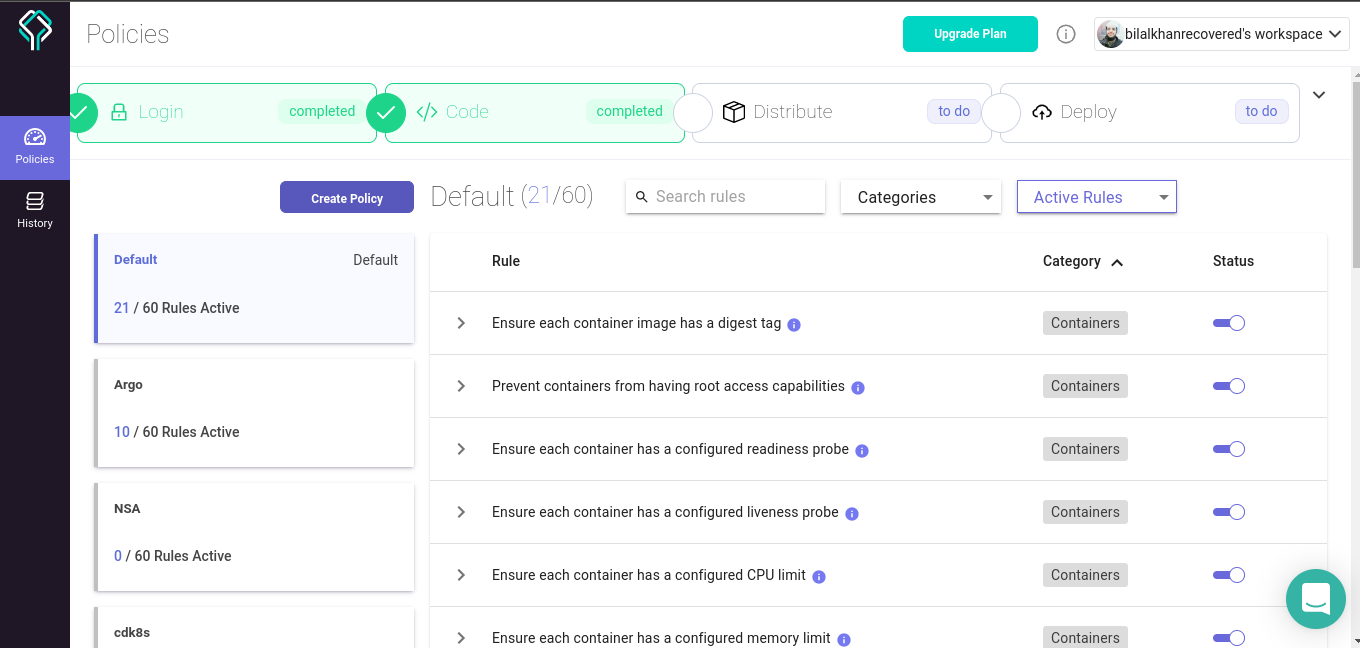 Policies
Upgrade Plan
bilalkhanrecovered's workspace
Login
completed
Code
completed
Distribute
to do
Deploy
to do
Policies
History
Create Policy
Default (21/60)
Search rules
Categories
Active Rules
Default
Default
21 / 60 Rules Active
Argo
10 / 60 Rules Active
NSA
0 / 60 Rules Active
cdk8s
Rule
Category
Status
Ensure each container image has a digest tag
Containers
Prevent containers from having root access capabilities
Containers
Ensure each container has a configured readiness probe
Containers
Ensure each container has a configured liveness probe
Containers
Ensure each container has a configured CPU limit
Containers
Ensure each container has a configured memory limit
Containers